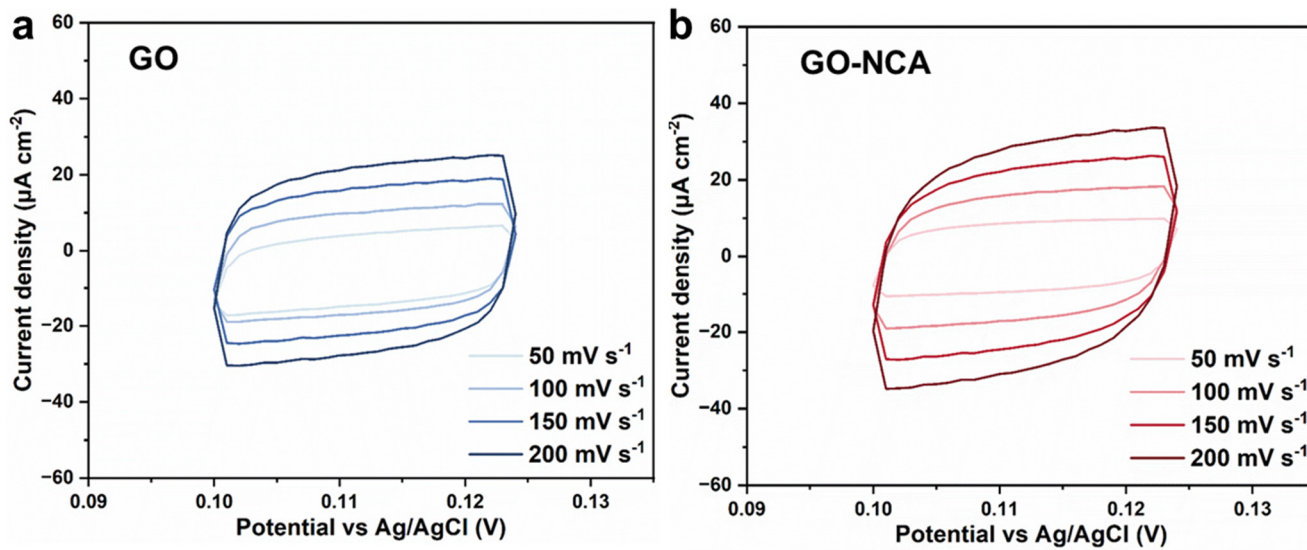 a
GO
Current density (µA cm⁻²)
60
40
20
0
−20
−40
−60
50 mV s⁻¹
100 mV s⁻¹
150 mV s⁻¹
200 mV s⁻¹
0.09
0.10
0.11
0.12
0.13
Potential vs Ag/AgCl (V)
b
GO-NCA
Current density (µA cm⁻²)
60
40
20
0
−20
−40
−60
50 mV s⁻¹
100 mV s⁻¹
150 mV s⁻¹
200 mV s⁻¹
0.09
0.10
0.11
0.12
0.13
Potential vs Ag/AgCl (V)